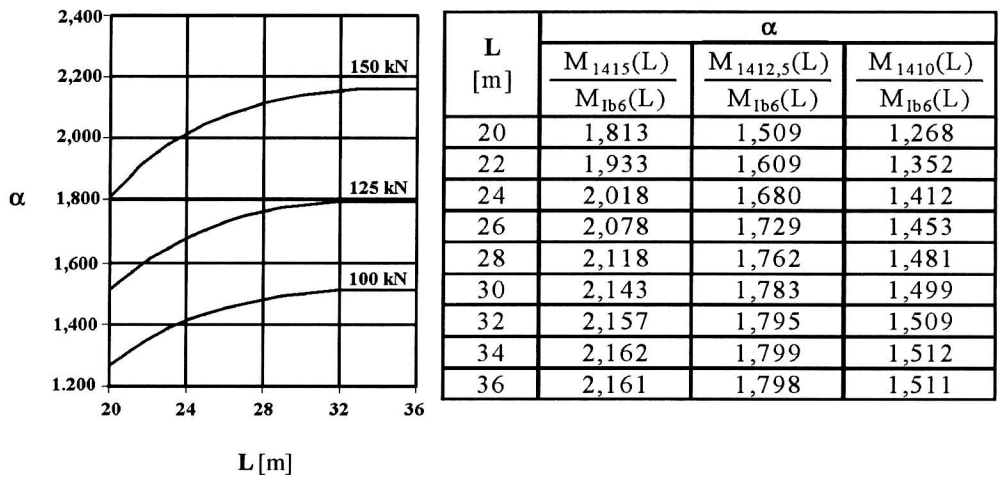 2,400
2,200
2,000
1,800
1,600
1,400
1.200
α
150 kN
125 kN
100 kN
20 24 28 32 36
L [m]
L [m] α
M1415(L) M1412,5(L) M1410(L)
MIb6(L) MIb6(L) MIb6(L)
20 1,813 1,509 1,268
22 1,933 1,609 1,352
24 2,018 1,680 1,412
26 2,078 1,729 1,453
28 2,118 1,762 1,481
30 2,143 1,783 1,499
32 2,157 1,795 1,509
34 2,162 1,799 1,512
36 2,161 1,798 1,511